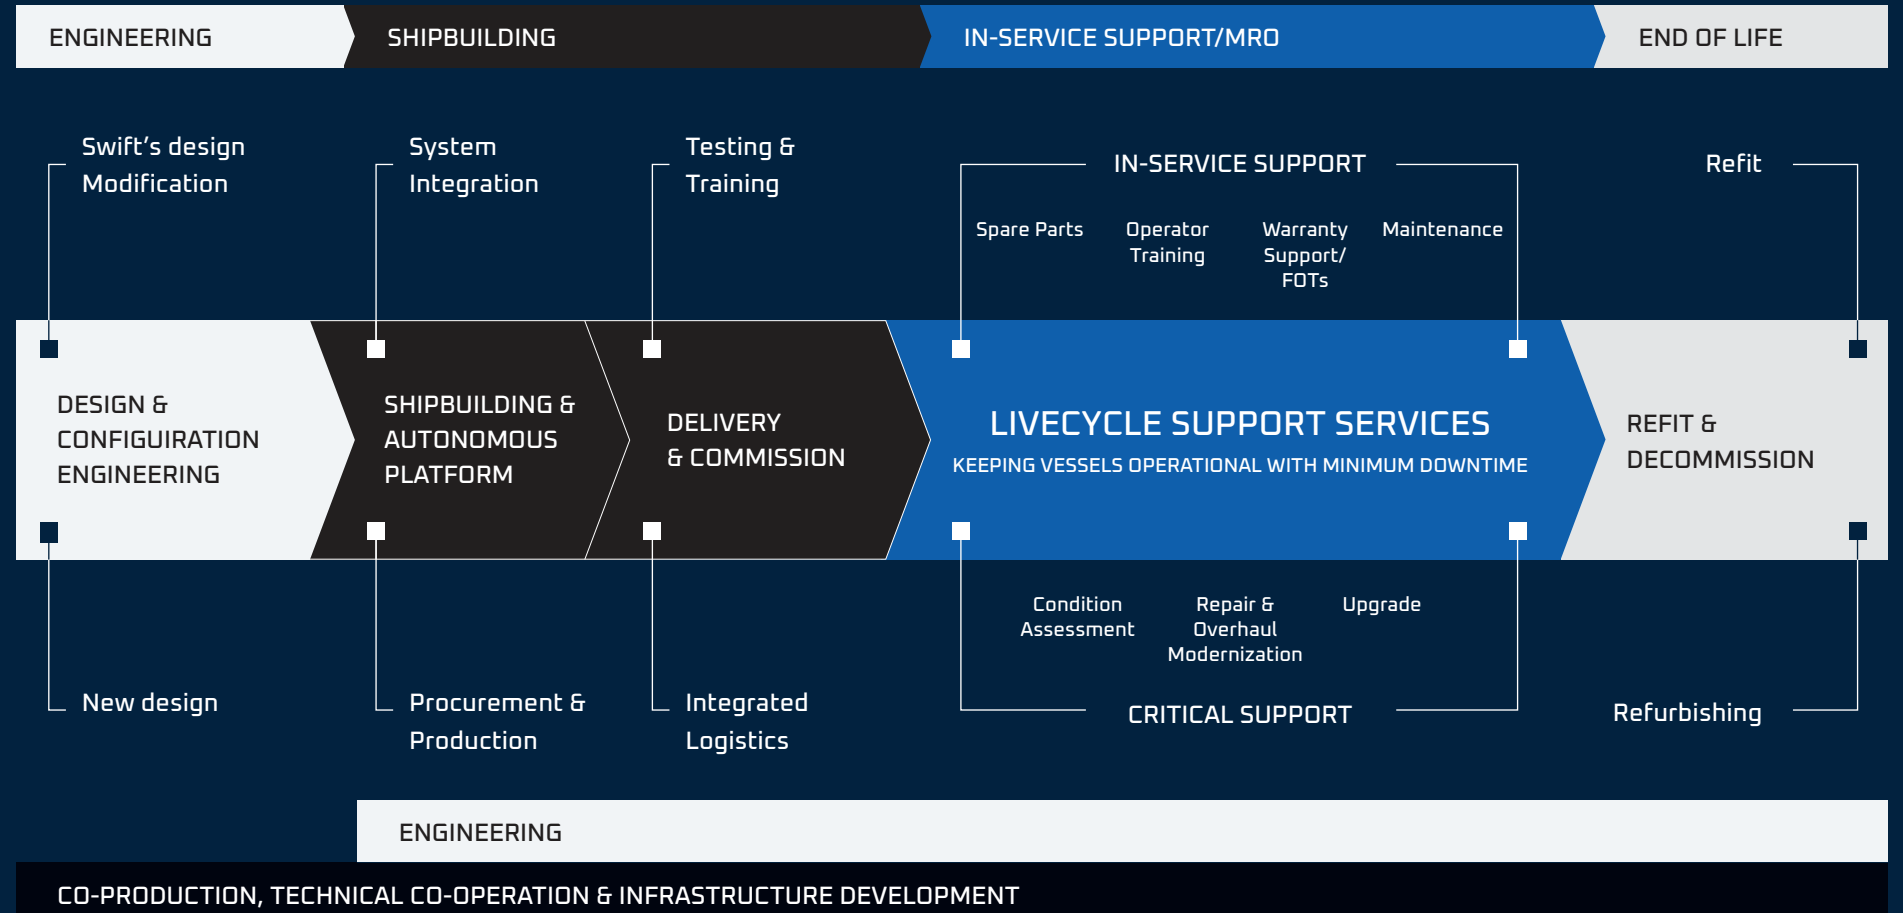 ENGINEERING
SHIPBUILDING
IN-SERVICE SUPPORT/MRO
END OF LIFE
Swift's design
Modification
System
Integration
Testing &
Training
IN-SERVICE SUPPORT
Spare Parts
Operator
Training
Warranty
Support/
FOTs
Maintenance
Refit
DESIGN &
CONFIGUIRATION
ENGINEERING
SHIPBUILDING &
AUTONOMOUS
PLATFORM
DELIVERY
& COMMISSION
LIVECYCLE SUPPORT SERVICES
KEEPING VESSELS OPERATIONAL WITH MINIMUM DOWNTIME
REFIT &
DECOMMISSION
New design
Procurement &
Production
Integrated
Logistics
Condition
Assessment
Repair &
Overhaul
Modernization
Upgrade
CRITICAL SUPPORT
Refurbishing
ENGINEERING
CO-PRODUCTION, TECHNICAL CO-OPERATION & INFRASTRUCTURE DEVELOPMENT